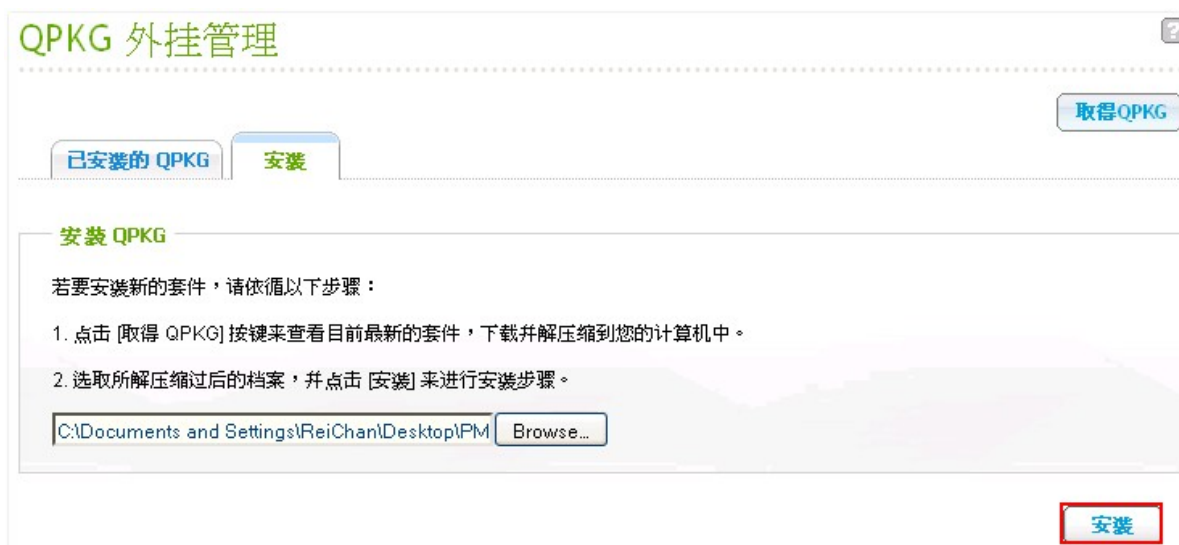 QPKG 外挂管理
?
取得QPKG
已安裝的 QPKG
安裝
安裝 QPKG
若要安裝新的套件，请依循以下步骤：
1. 点击 [取得 QPKG] 按键来查看目前最新的套件，下载并解压缩到您的计算机中。
2. 选取所解压缩过后的档案，并点击 [安裝] 来进行安裝步骤。
C:\Documents and Settings\ReiChan\Desktop\PM Browse...
安裝